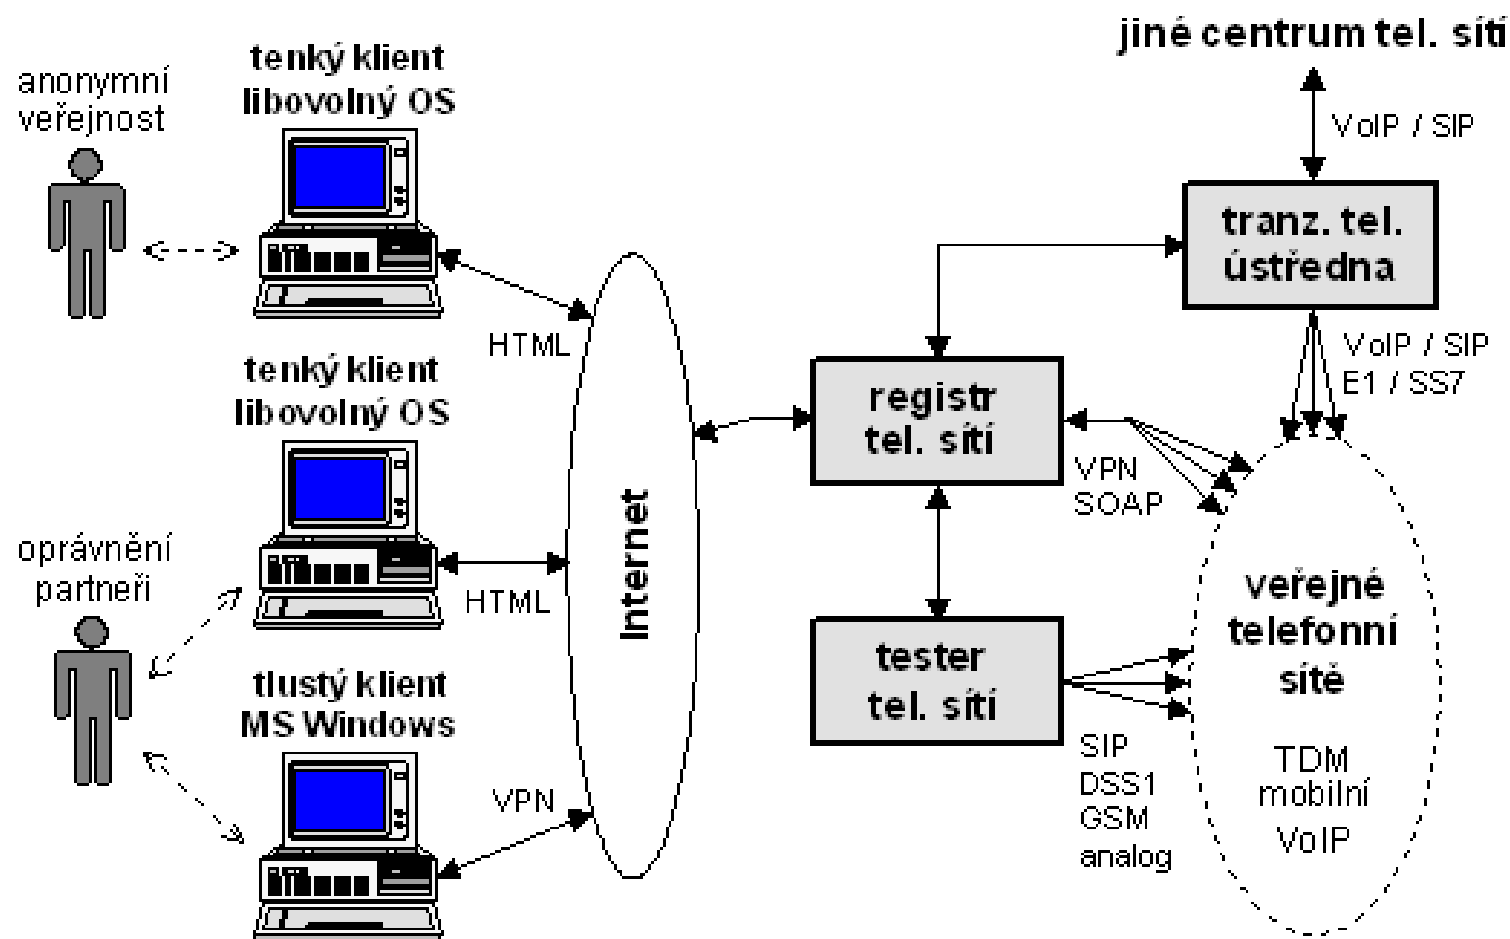 jiné centrum tel. sítí
tenký klient
libovolný OS
anonymní
veřejnost
VoIP / SIP
tranz. tel.
ústředna
HTML
VoIP / SIP
E1 / SS7
tenký klient
libovolný OS
registr
tel. sítí
VPN
SOAP
Internet
oprávnění
partneři
HTML
veřejné
telefonní
sítě
tester
tel. sítí
tlustý klient
MS Windows
SIP
DSS1
GSM
analog
TDM
mobilní
VoIP
VPN